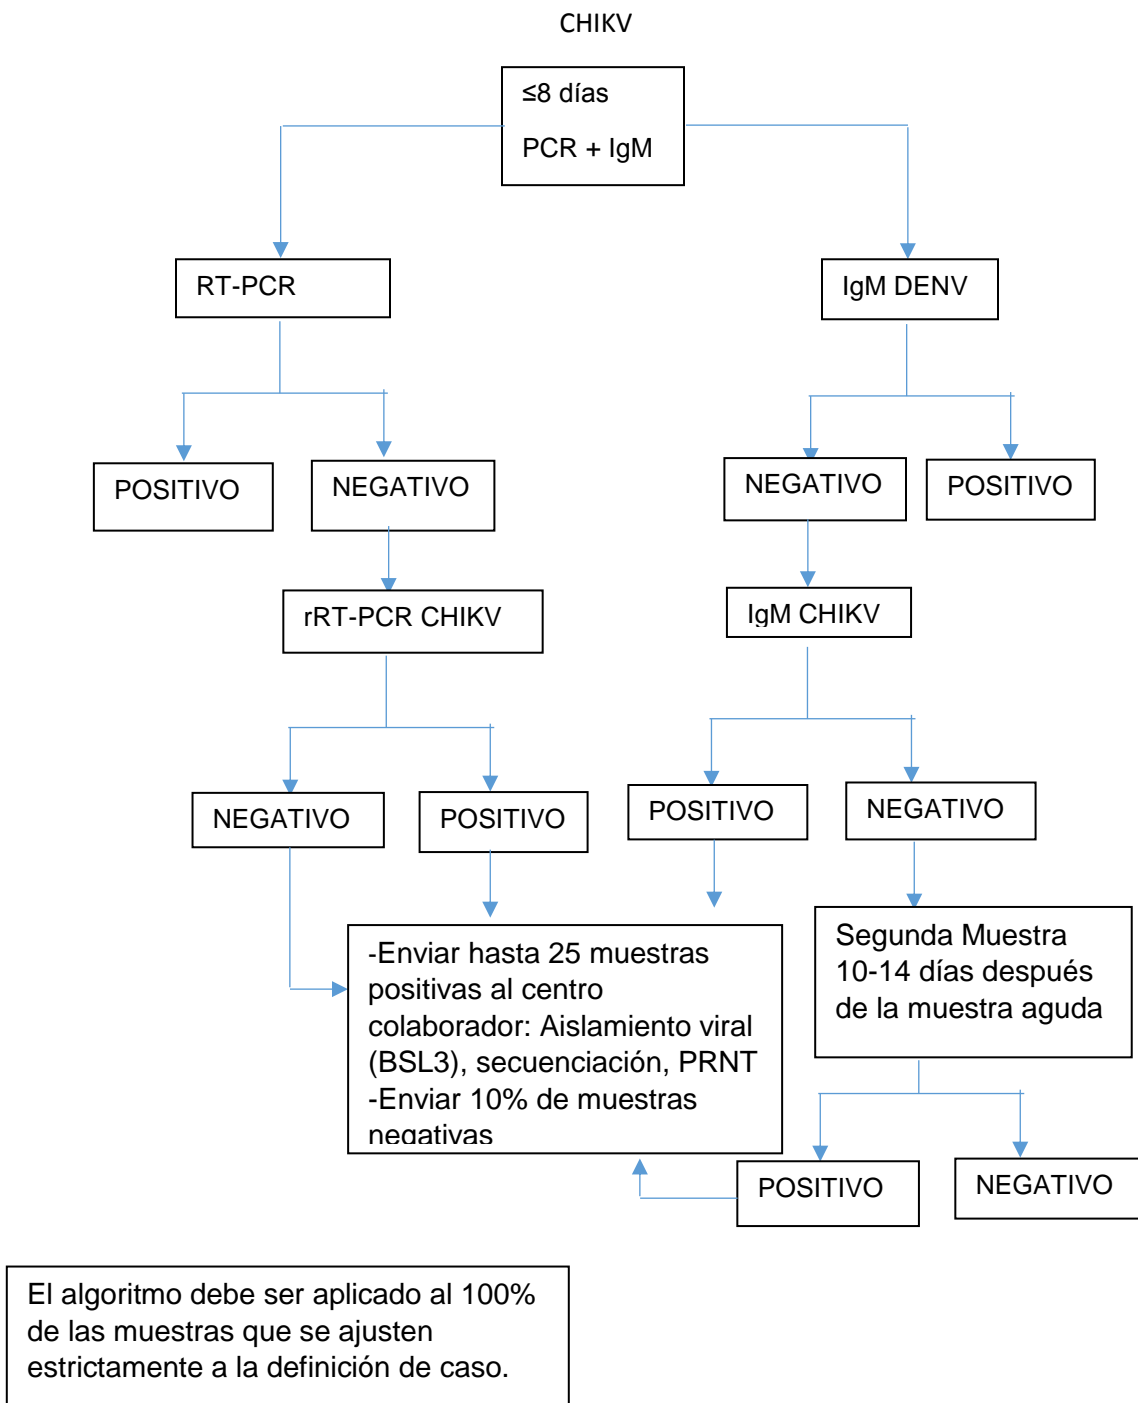 CHIKV
≤8 días
PCR + IgM
RT-PCR
IgM DENV
POSITIVO
NEGATIVO
NEGATIVO
POSITIVO
rRT-PCR CHIKV
IgM CHIKV
NEGATIVO
POSITIVO
POSITIVO
NEGATIVO
-Enviar hasta 25 muestras
positivas al centro
colaborador: Aislamiento viral
(BSL3), secuenciación, PRNT
-Enviar 10% de muestras
negativas
Segunda Muestra
10-14 días después
de la muestra aguda
POSITIVO
NEGATIVO
El algoritmo debe ser aplicado al 100%
de las muestras que se ajusten
estrictamente a la definición de caso.